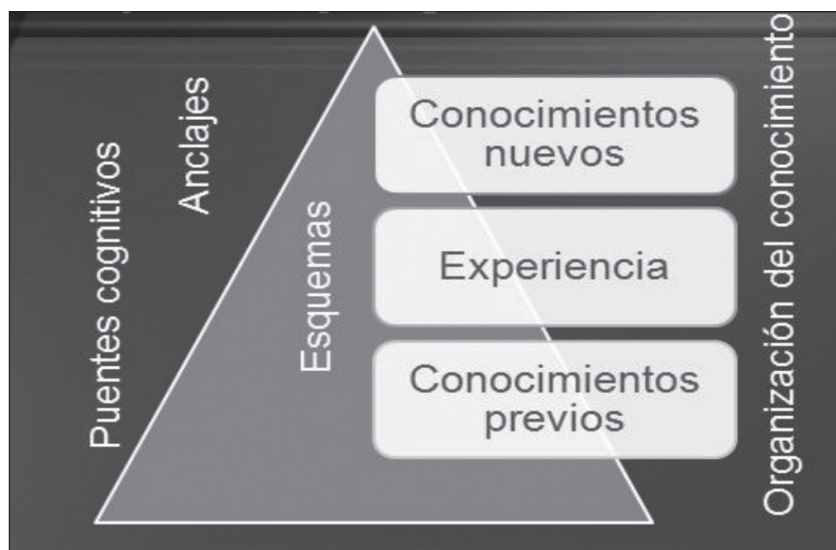 Puentes cognitivos
Anclajes
Esquemas
Conocimientos
nuevos
Experiencia
Conocimientos
previos
Organización del conocimiento